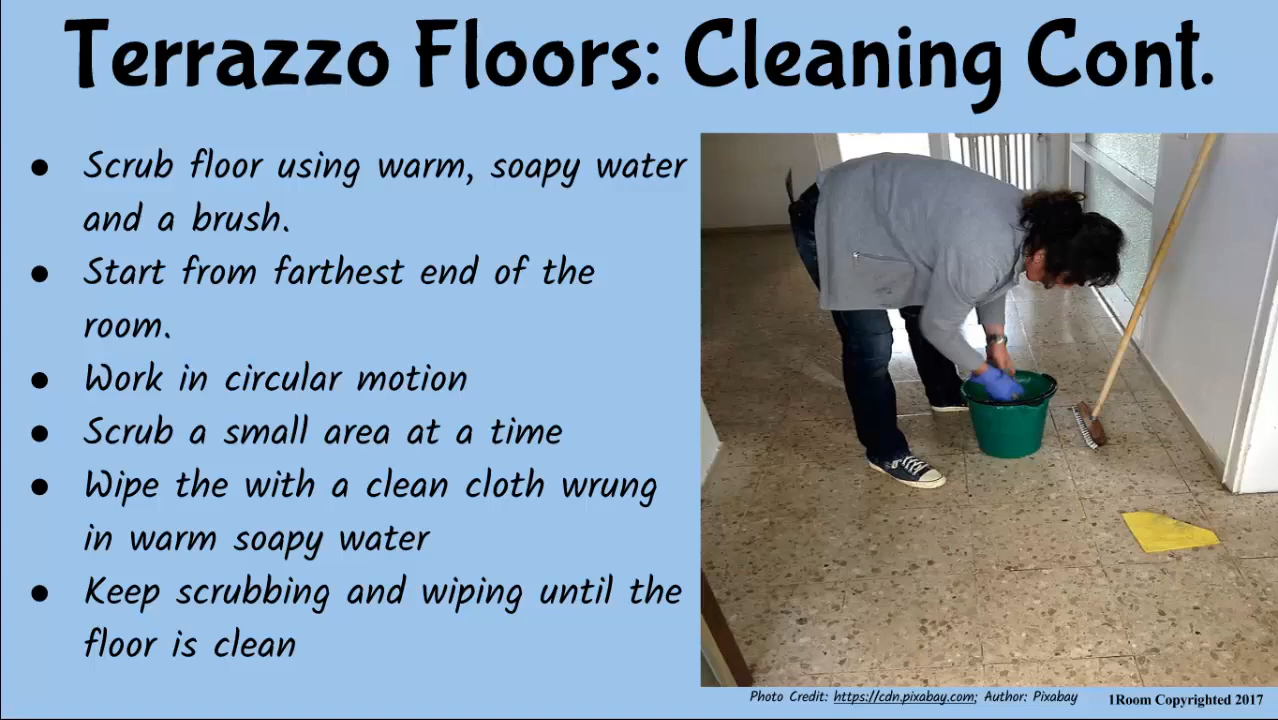 Terrazzo Floors: Cleaning Cont.
● Scrub floor using warm, soapy water
and a brush.
● Start from farthest end of the
room.
● Work in circular motion
● Scrub a small area at a time
● Wipe the with a clean cloth wrung
in warm soapy water
● Keep scrubbing and wiping until the
floor is clean
Photo Credit: https://cdn.pixabay.com; Author: Pixabay
1Room Copyrighted 2017